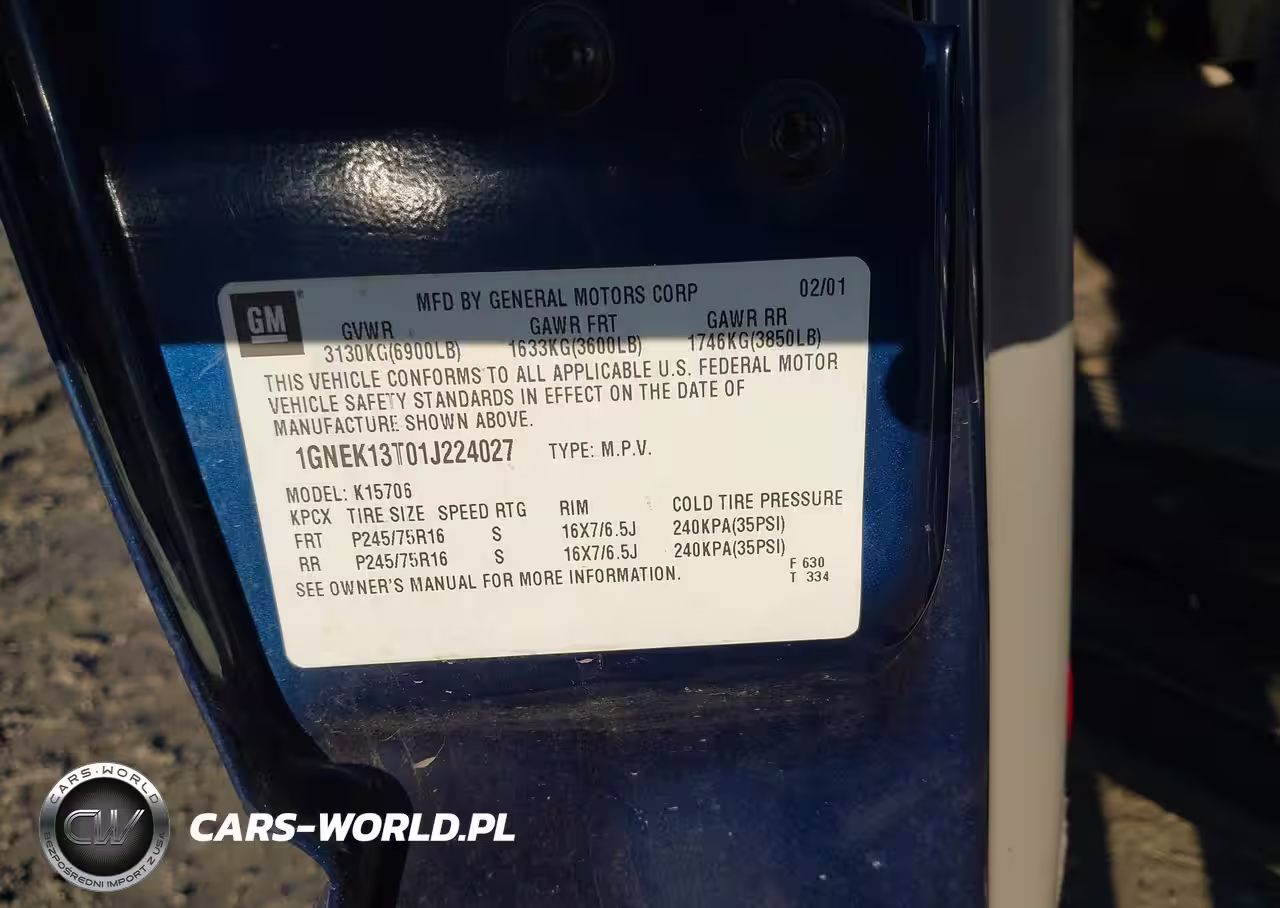 GM
MFD BY GENERAL MOTORS CORP 02/01
GVWR GAWR FRT GAWR RR
3130KG(6900LB) 1633KG(3600LB) 1746KG(3850LB)
THIS VEHICLE CONFORMS TO ALL APPLICABLE U.S. FEDERAL MOTOR
VEHICLE SAFETY STANDARDS IN EFFECT ON THE DATE OF
MANUFACTURE SHOWN ABOVE.
1GNEK13T01J224027 TYPE: M.P.V.
MODEL: K15706
KPCX TIRE SIZE SPEED RTG RIM COLD TIRE PRESSURE
FRT P245/75R16 S 16X7/6.5J 240KPA(35PSI)
RR P245/75R16 S 16X7/6.5J 240KPA(35PSI)
SEE OWNER'S MANUAL FOR MORE INFORMATION. F 630
T 334
CARS-WORLD
CW
BEZPOŚREDNI IMPORT Z USA
CARS-WORLD.PL